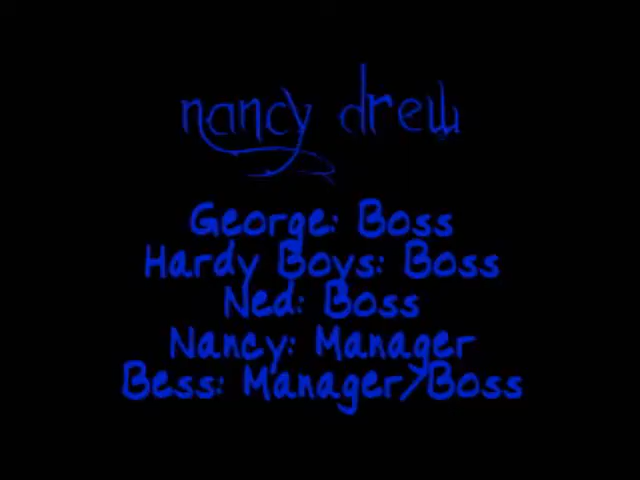 nancy drew
George: Boss
Hardy Boys: Boss
Ned: Boss
Nancy: Manager
Bess: Manager/Boss